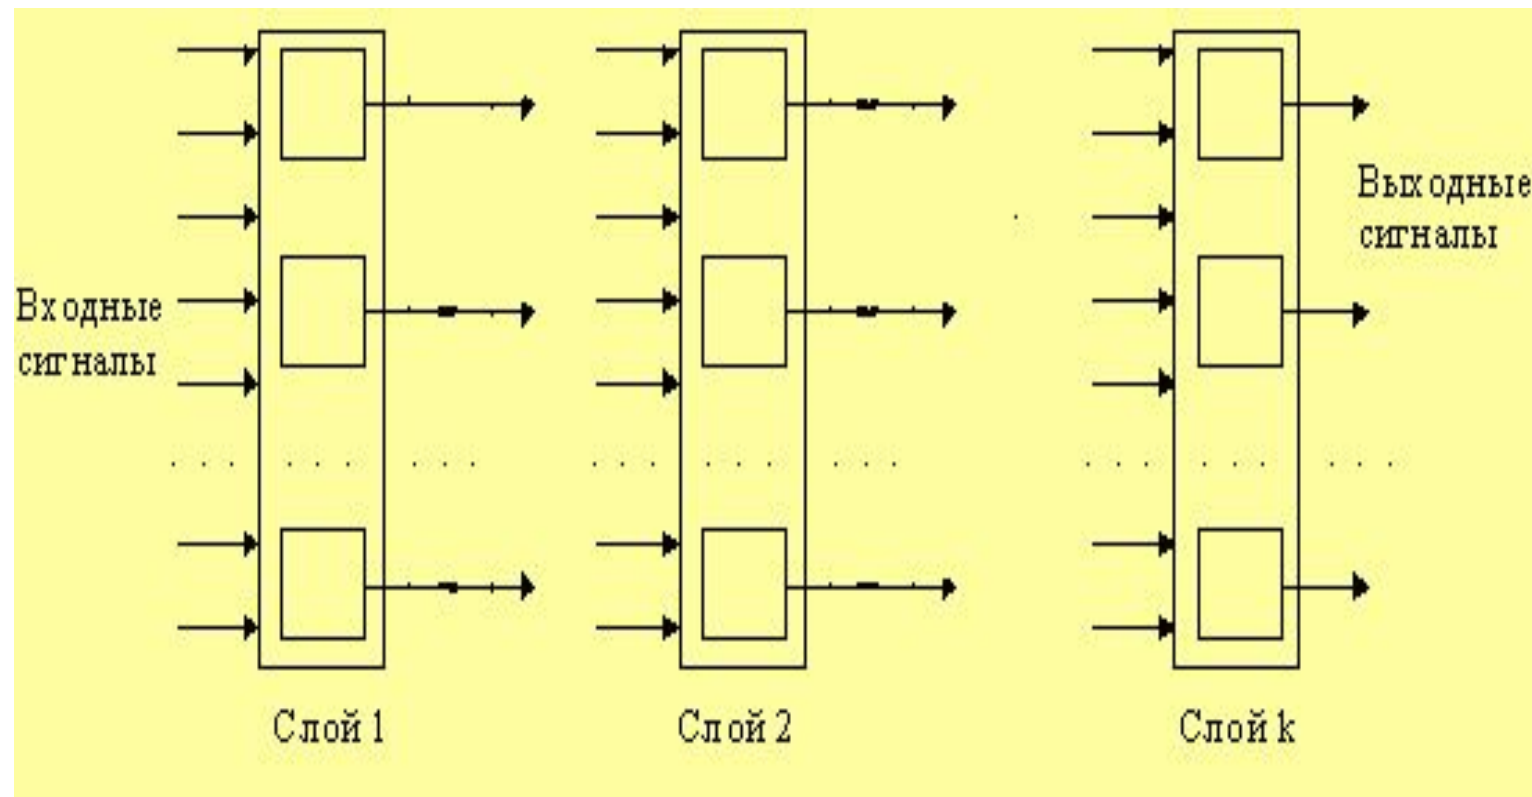 Входные
сигналы
Выходные
сигналы
Слой 1
Слой 2
Слой k